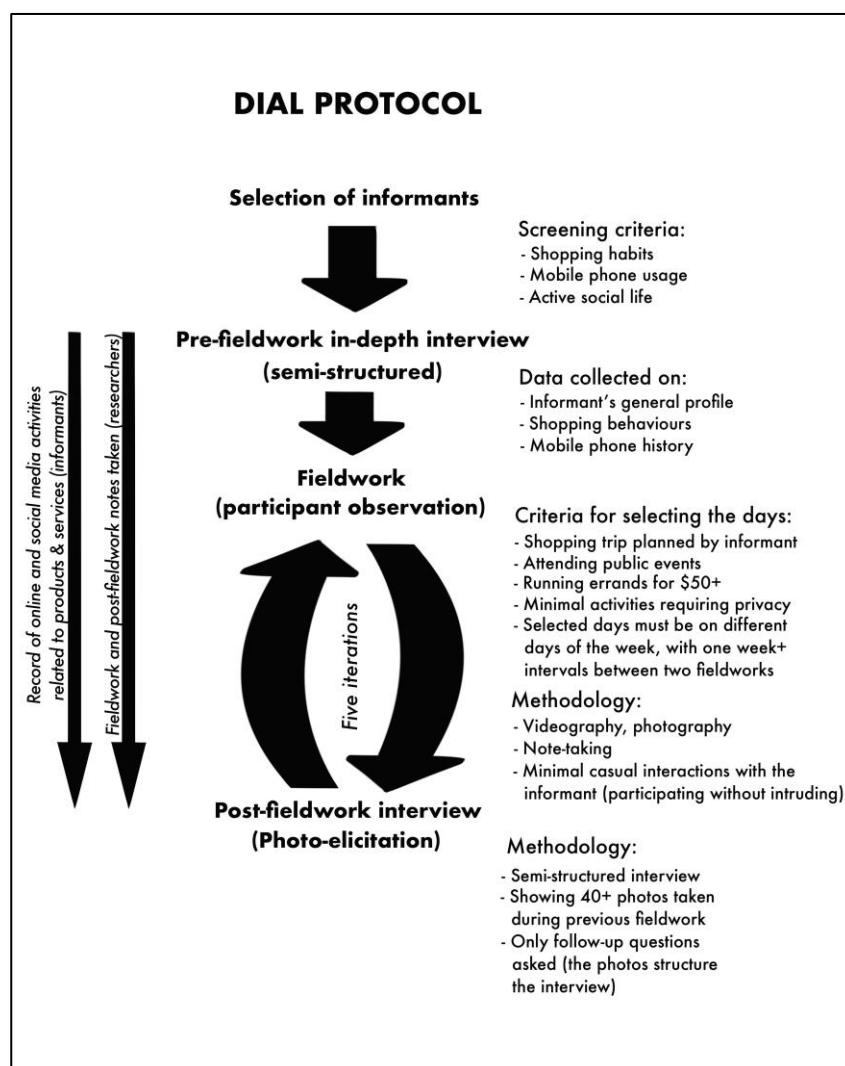 DIAL PROTOCOL
Selection of informants
Screening criteria:
- Shopping habits
- Mobile phone usage
- Active social life
Pre-fieldwork in-depth interview
(semi-structured)
Data collected on:
- Informant's general profile
- Shopping behaviours
- Mobile phone history
Record of online and social media activities
related to products & services (informants)
Fieldwork and post-fieldwork notes taken (researchers)
Fieldwork
(participant observation)
Criteria for selecting the days:
- Shopping trip planned by informant
- Attending public events
- Running errands for $50+
- Minimal activities requiring privacy
- Selected days must be on different
days of the week, with one week+
intervals between two fieldworks
Five iterations
Methodology:
- Videography, photography
- Note-taking
- Minimal casual interactions with the
informant (participating without intruding)
Post-fieldwork interview
(Photo-elicitation)
Methodology:
- Semi-structured interview
- Showing 40+ photos taken
during previous fieldwork
- Only follow-up questions
asked (the photos structure
the interview)